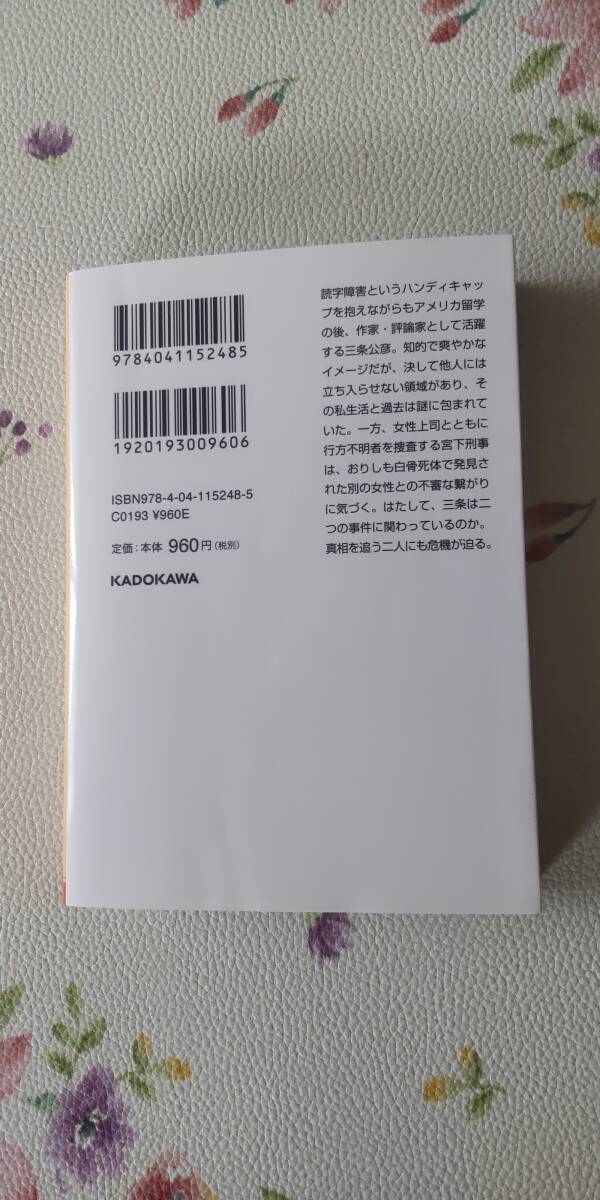 9784041152485
1920193009606
ISBN978-4-04-115248-5
C0193 ¥960E
定価：本体 960円（税別）
KADOKAWA
読字障害というハンディキャッ
プを抱えながらもアメリカ留学
の後、作家・評論家として活躍
する三条公彦。知的で爽やかな
イメージだが、決して他人には
立ち入らせない領域があり、そ
の私生活と過去は謎に包まれて
いた。一方、女性上司とともに
行方不明者を捜査する宮下刑事
は、おりしも白骨死体で発見さ
れた別の女性との不審な繋がり
に気づく。はたして、三条は二
つの事件に関わっているのか。
真相を追う二人にも危機が迫る。